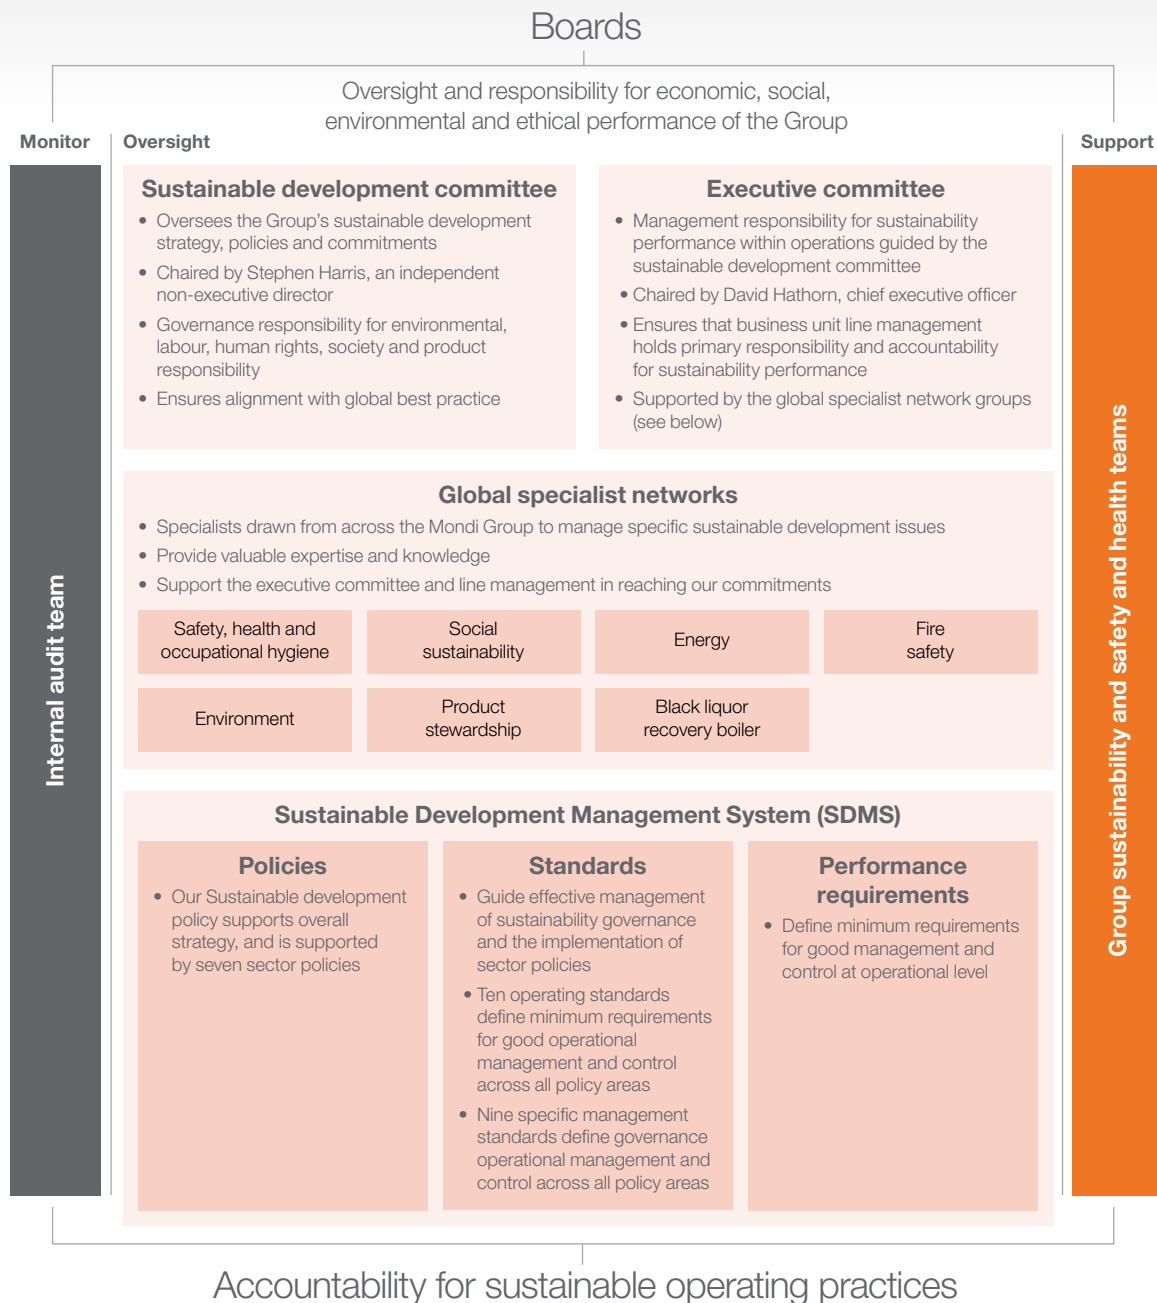 Boards
Oversight and responsibility for economic, social,
environmental and ethical performance of the Group
Monitor
Oversight
Support
Internal audit team
Sustainable development committee
• Oversees the Group's sustainable development
strategy, policies and commitments
• Chaired by Stephen Harris, an independent
non-executive director
• Governance responsibility for environmental,
labour, human rights, society and product
responsibility
• Ensures alignment with global best practice
Executive committee
• Management responsibility for sustainability
performance within operations guided by the
sustainable development committee
• Chaired by David Hathorn, chief executive officer
• Ensures that business unit line management
holds primary responsibility and accountability
for sustainability performance
• Supported by the global specialist network groups
(see below)
Global specialist networks
• Specialists drawn from across the Mondi Group to manage specific sustainable development issues
• Provide valuable expertise and knowledge
• Support the executive committee and line management in reaching our commitments
Safety, health and
occupational hygiene
Social
sustainability
Energy
Fire
safety
Environment
Product
stewardship
Black liquor
recovery boiler
Sustainable Development Management System (SDMS)
Policies
• Our Sustainable development
policy supports overall
strategy, and is supported
by seven sector policies
Standards
• Guide effective management
of sustainability governance
and the implementation of
sector policies
• Ten operating standards
define minimum requirements
for good operational
management and control
across all policy areas
• Nine specific management
standards define governance
operational management and
control across all policy areas
Performance
requirements
• Define minimum requirements
for good management and
control at operational level
Group sustainability and safety and health teams
Accountability for sustainable operating practices